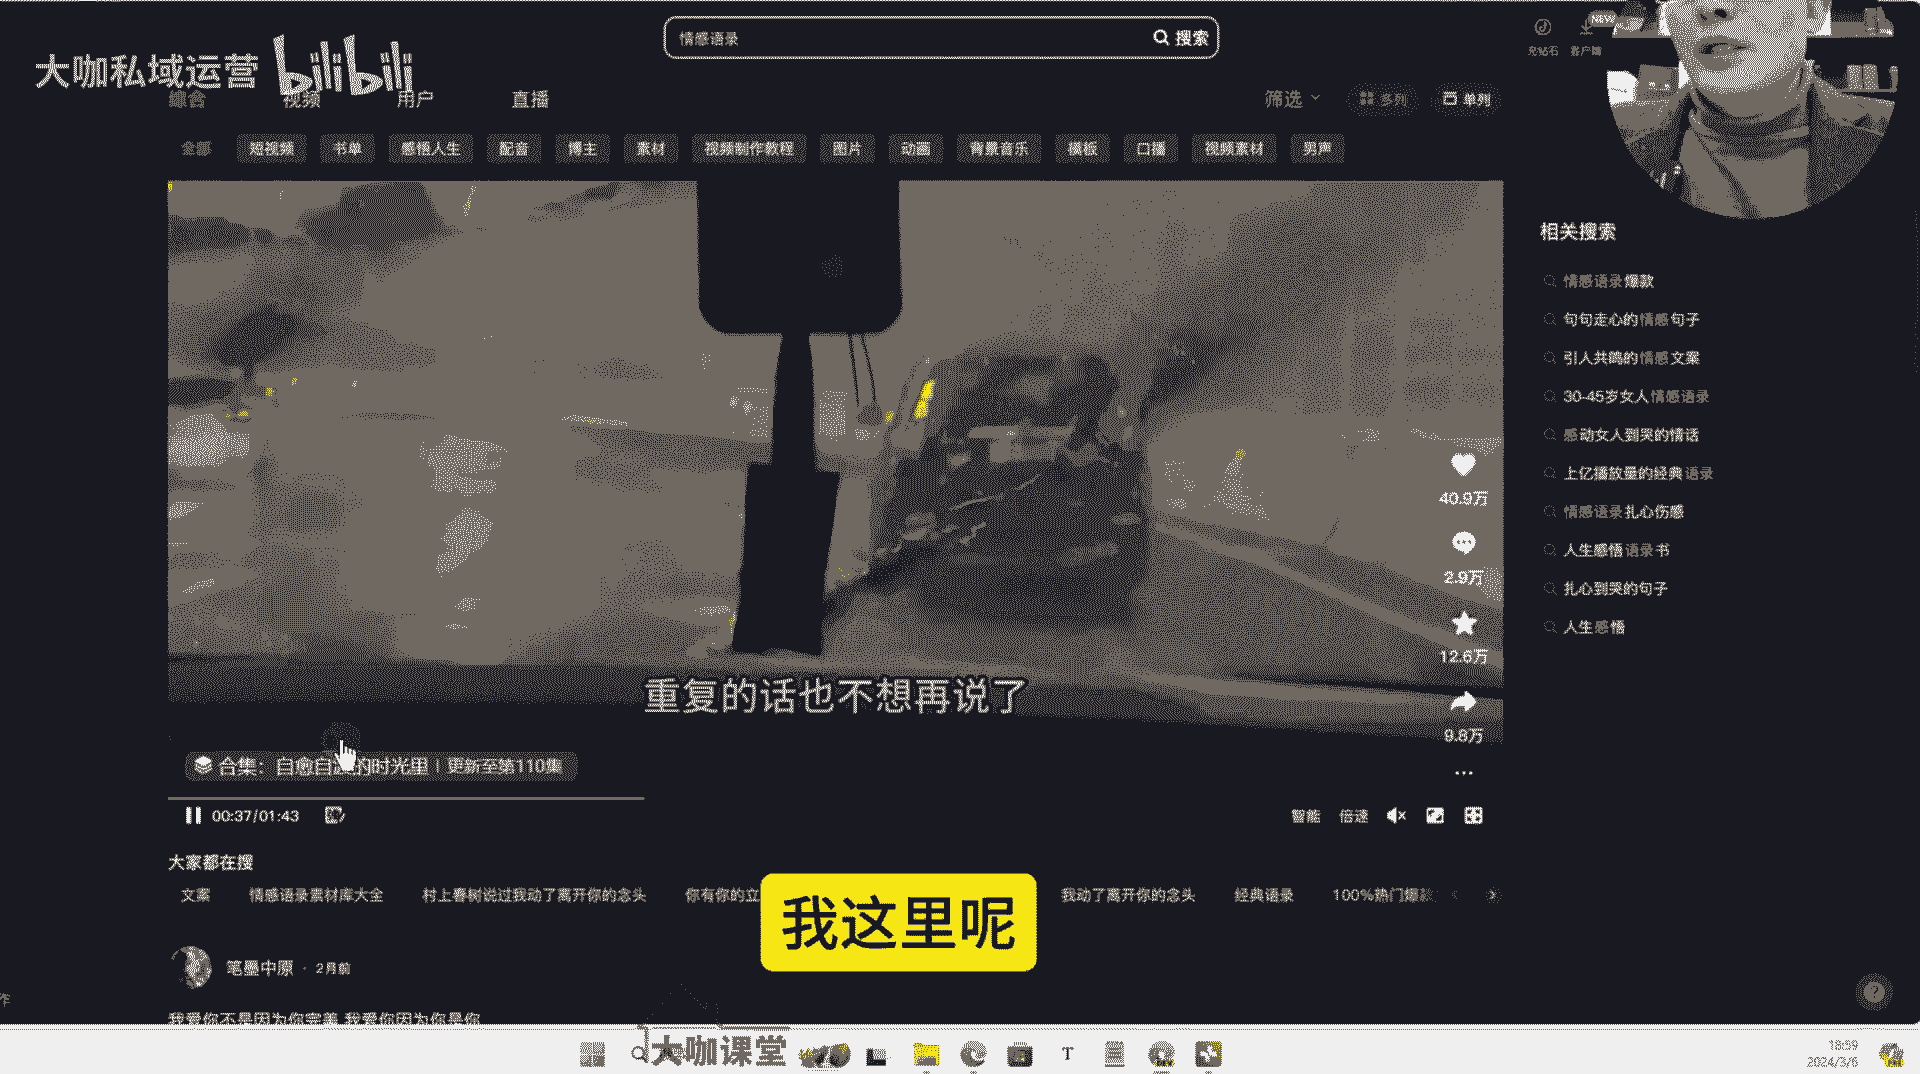 大咖私域运营 bilibili
情感语录
搜索
NEW
充钻石 客户端
综合 视频 用户 直播
筛选 多列 单列
全部 短视频 书单 感悟人生 配音 博主 素材 视频制作教程 图片 动画 背景音乐 模板 口播 视频素材 男声
相关搜索
情感语录爆款
句句走心的情感句子
引人共鸣的情感文案
30-45岁女人情感语录
感动女人到哭的情话
上亿播放量的经典语录
情感语录扎心伤感
人生感悟语录书
扎心到哭的句子
人生感悟
40.9万
2.9万
12.6万
9.8万
重复的话也不想再说了
合集：自愈自 的时光里 | 更新至第110集
00:37/01:43
智能 倍速
大家都在搜
文案 情感语录素材库大全 村上春树说过我动了离开你的念头 你有你的立 我动了离开你的念头 经典语录 100%热门爆款
我这里呢
笔墨中原 · 2月前
作
我爱你不是因为你完美 我爱你因为你是你
大咖课堂
T
18:59
2024/3/6